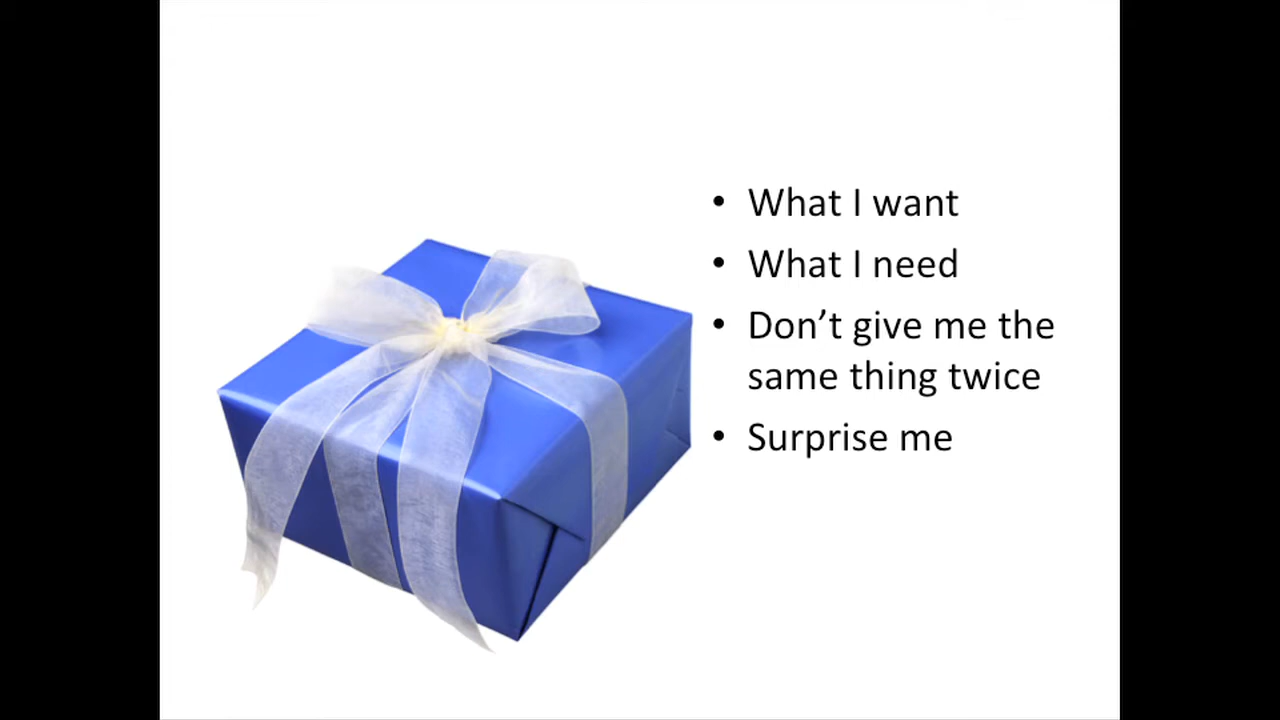 • What I want
• What I need
• Don’t give me the
same thing twice
• Surprise me